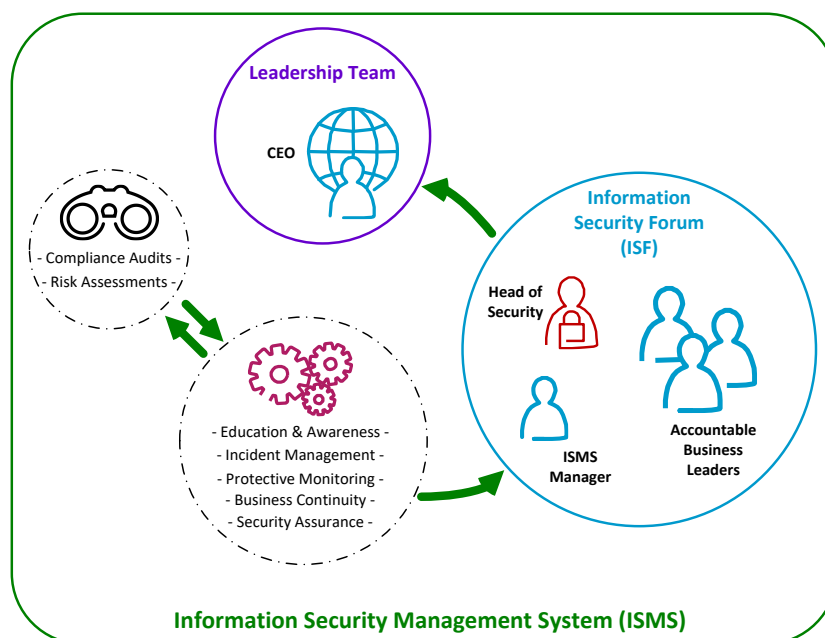 Leadership Team
CEO
- Compliance Audits -
- Risk Assessments -
Information
Security Forum
(ISF)
Head of
Security
ISMS
Manager
Accountable
Business
Leaders
- Education & Awareness -
- Incident Management -
- Protective Monitoring -
- Business Continuity -
- Security Assurance -
Information Security Management System (ISMS)